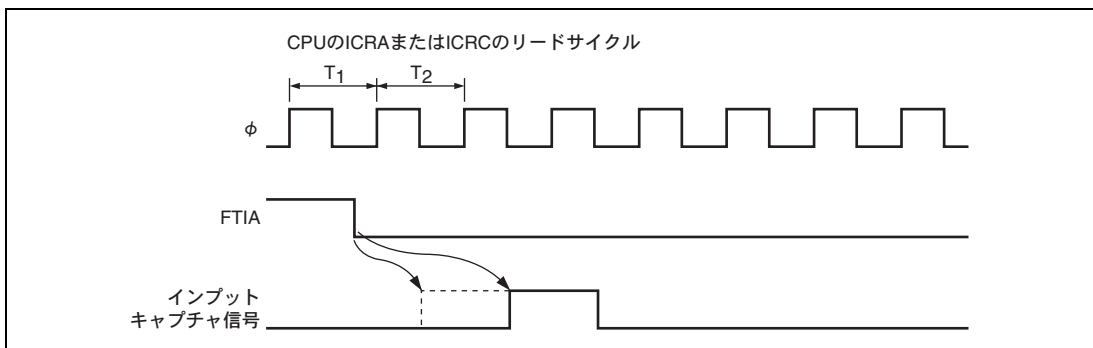 CPUのICRAまたはICRCのリードサイクル
T1 T2
φ
FTIA
インプット
キャプチャ信号